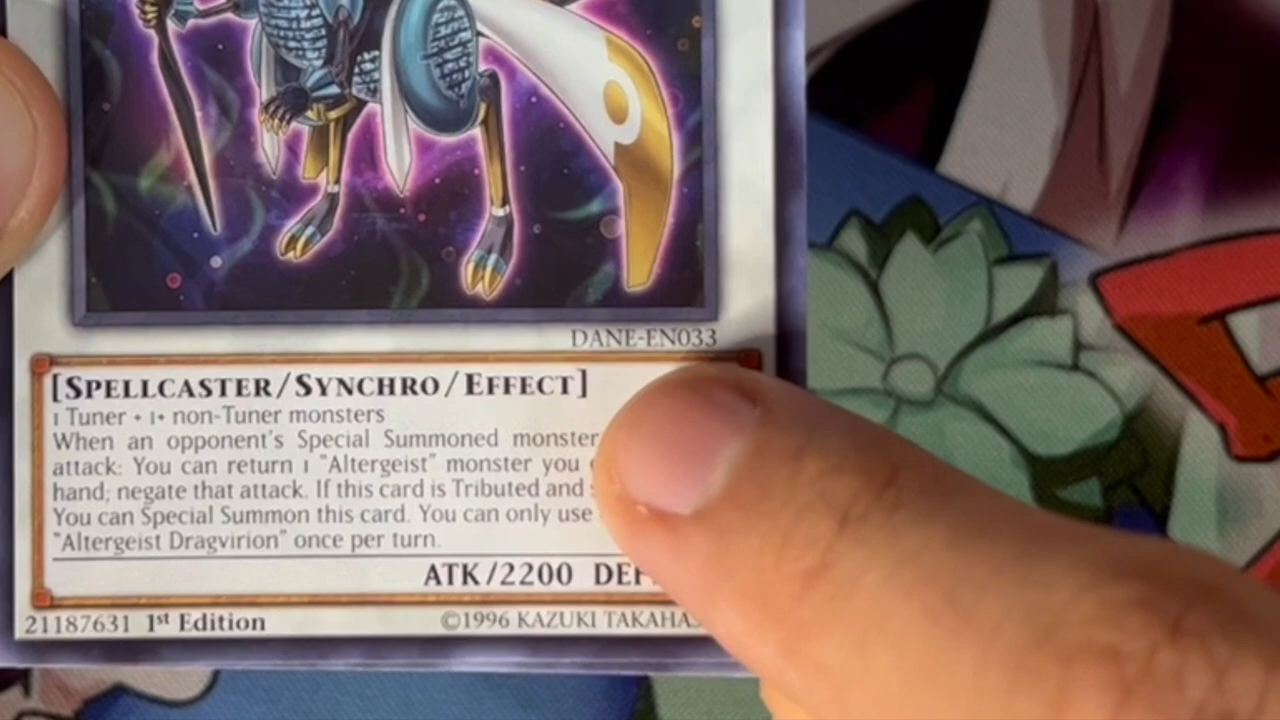 DANE-EN033
[SPELLCASTER/SYNCHRO/EFFECT]
1 Tuner + 1+ non-Tuner monsters
When an opponent's Special Summoned monster
attack: You can return 1 "Altergeist" monster you
hand; negate that attack. If this card is Tributed and
You can Special Summon this card. You can only use
"Altergeist Dragvirion" once per turn.
ATK/2200 DEF
21187631 1st Edition ©1996 KAZUKI TAKAHAS